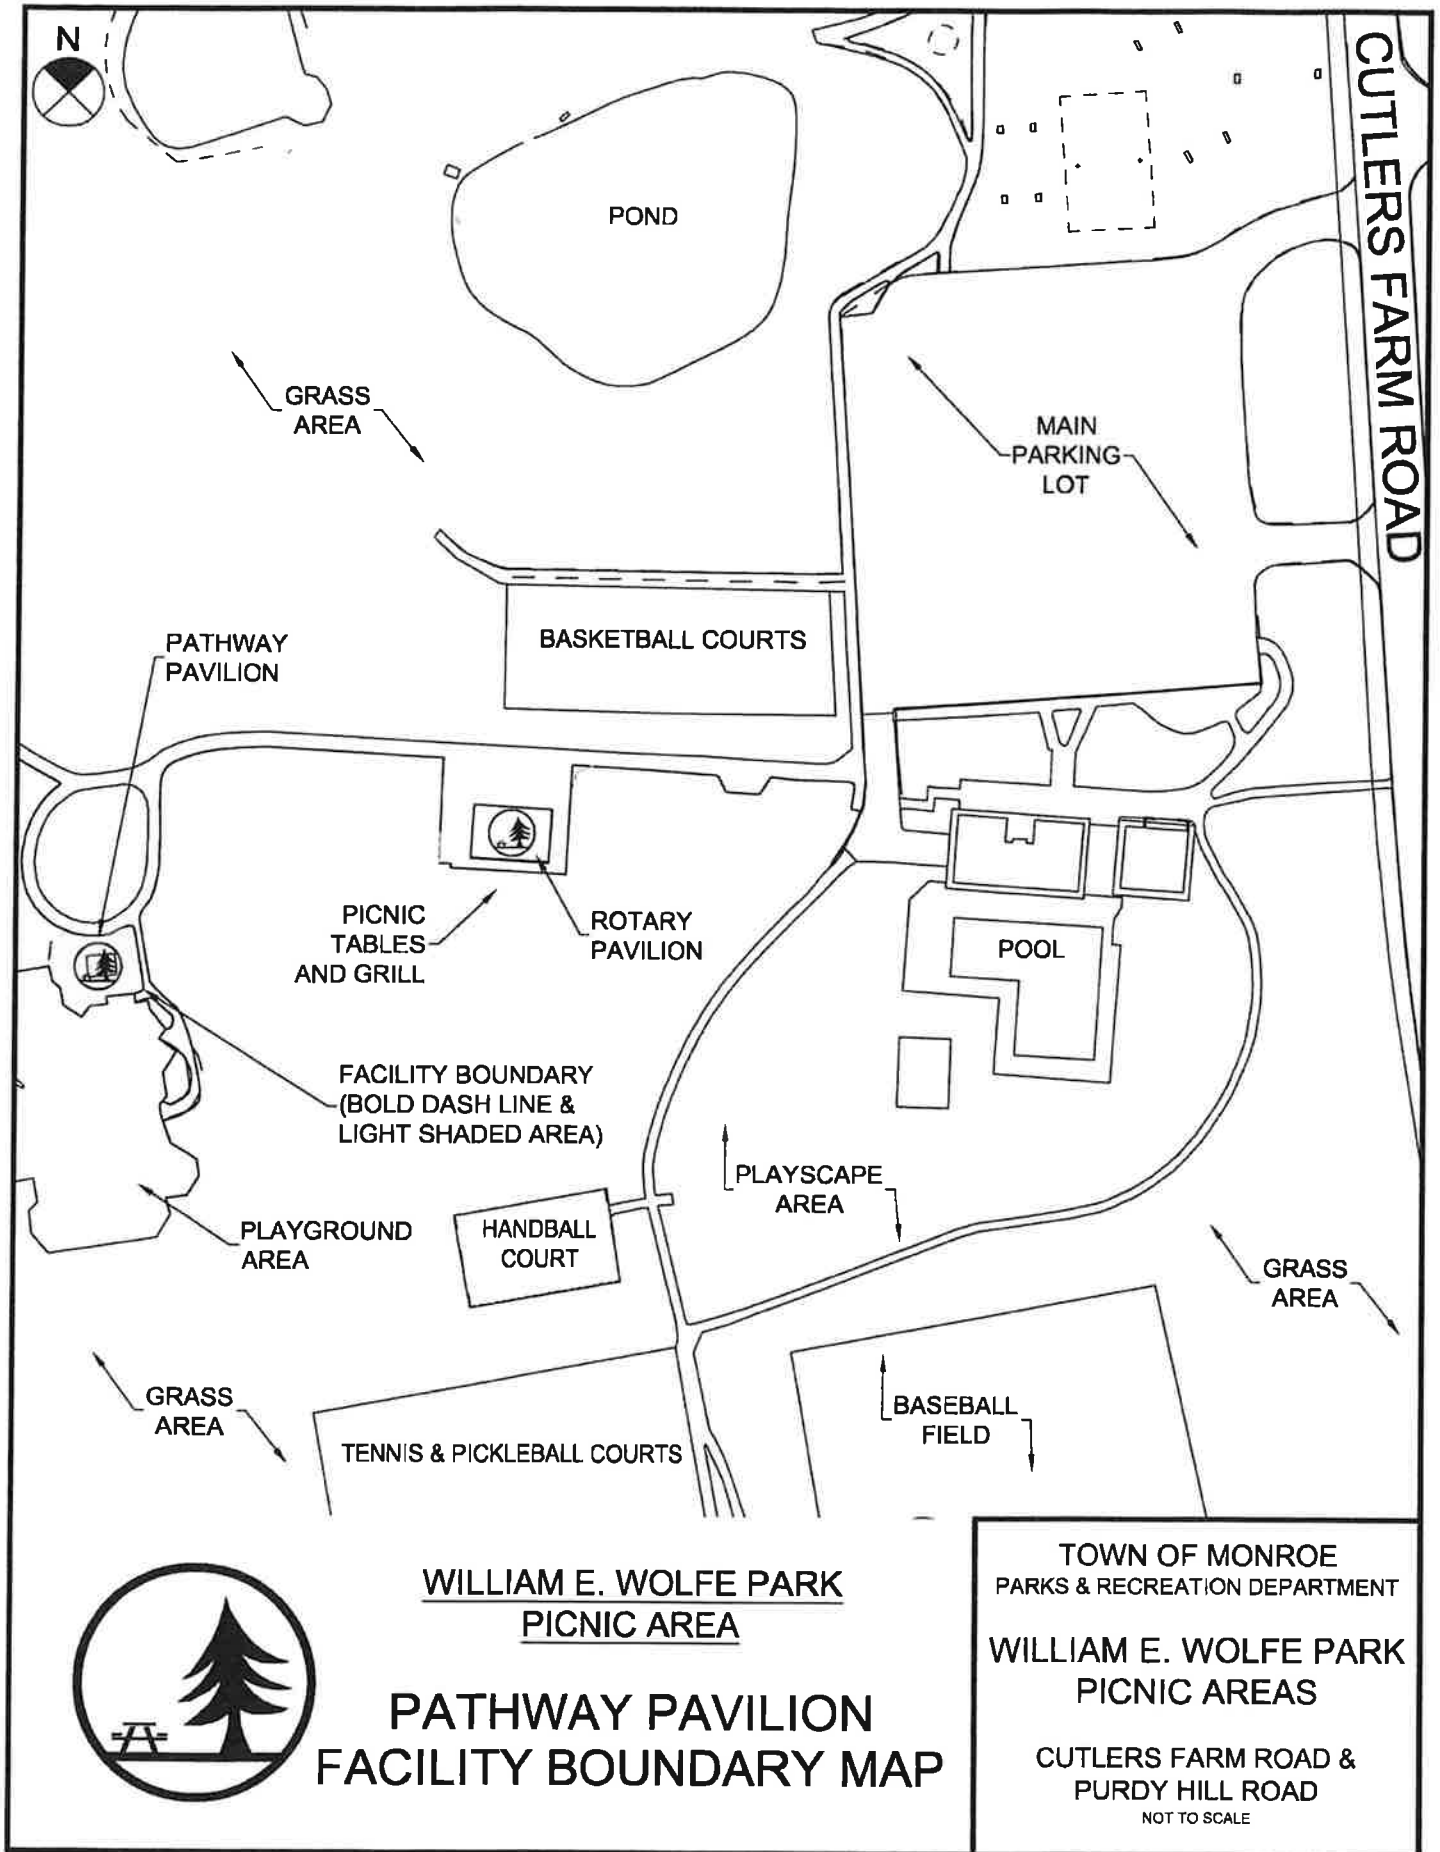 N
CUTLERS FARM ROAD
POND
GRASS
AREA
MAIN
PARKING
LOT
BASKETBALL COURTS
PATHWAY
PAVILION
PICNIC
TABLES
AND GRILL
ROTARY
PAVILION
POOL
FACILITY BOUNDARY
(BOLD DASH LINE &
LIGHT SHADED AREA)
PLAYSCAPE
AREA
PLAYGROUND
AREA
HANDBALL
COURT
GRASS
AREA
GRASS
AREA
BASEBALL
FIELD
TENNIS & PICKLEBALL COURTS
WILLIAM E. WOLFE PARK
PICNIC AREA
PATHWAY PAVILION
FACILITY BOUNDARY MAP
TOWN OF MONROE
PARKS & RECREATION DEPARTMENT
WILLIAM E. WOLFE PARK
PICNIC AREAS
CUTLERS FARM ROAD &
PURDY HILL ROAD
NOT TO SCALE